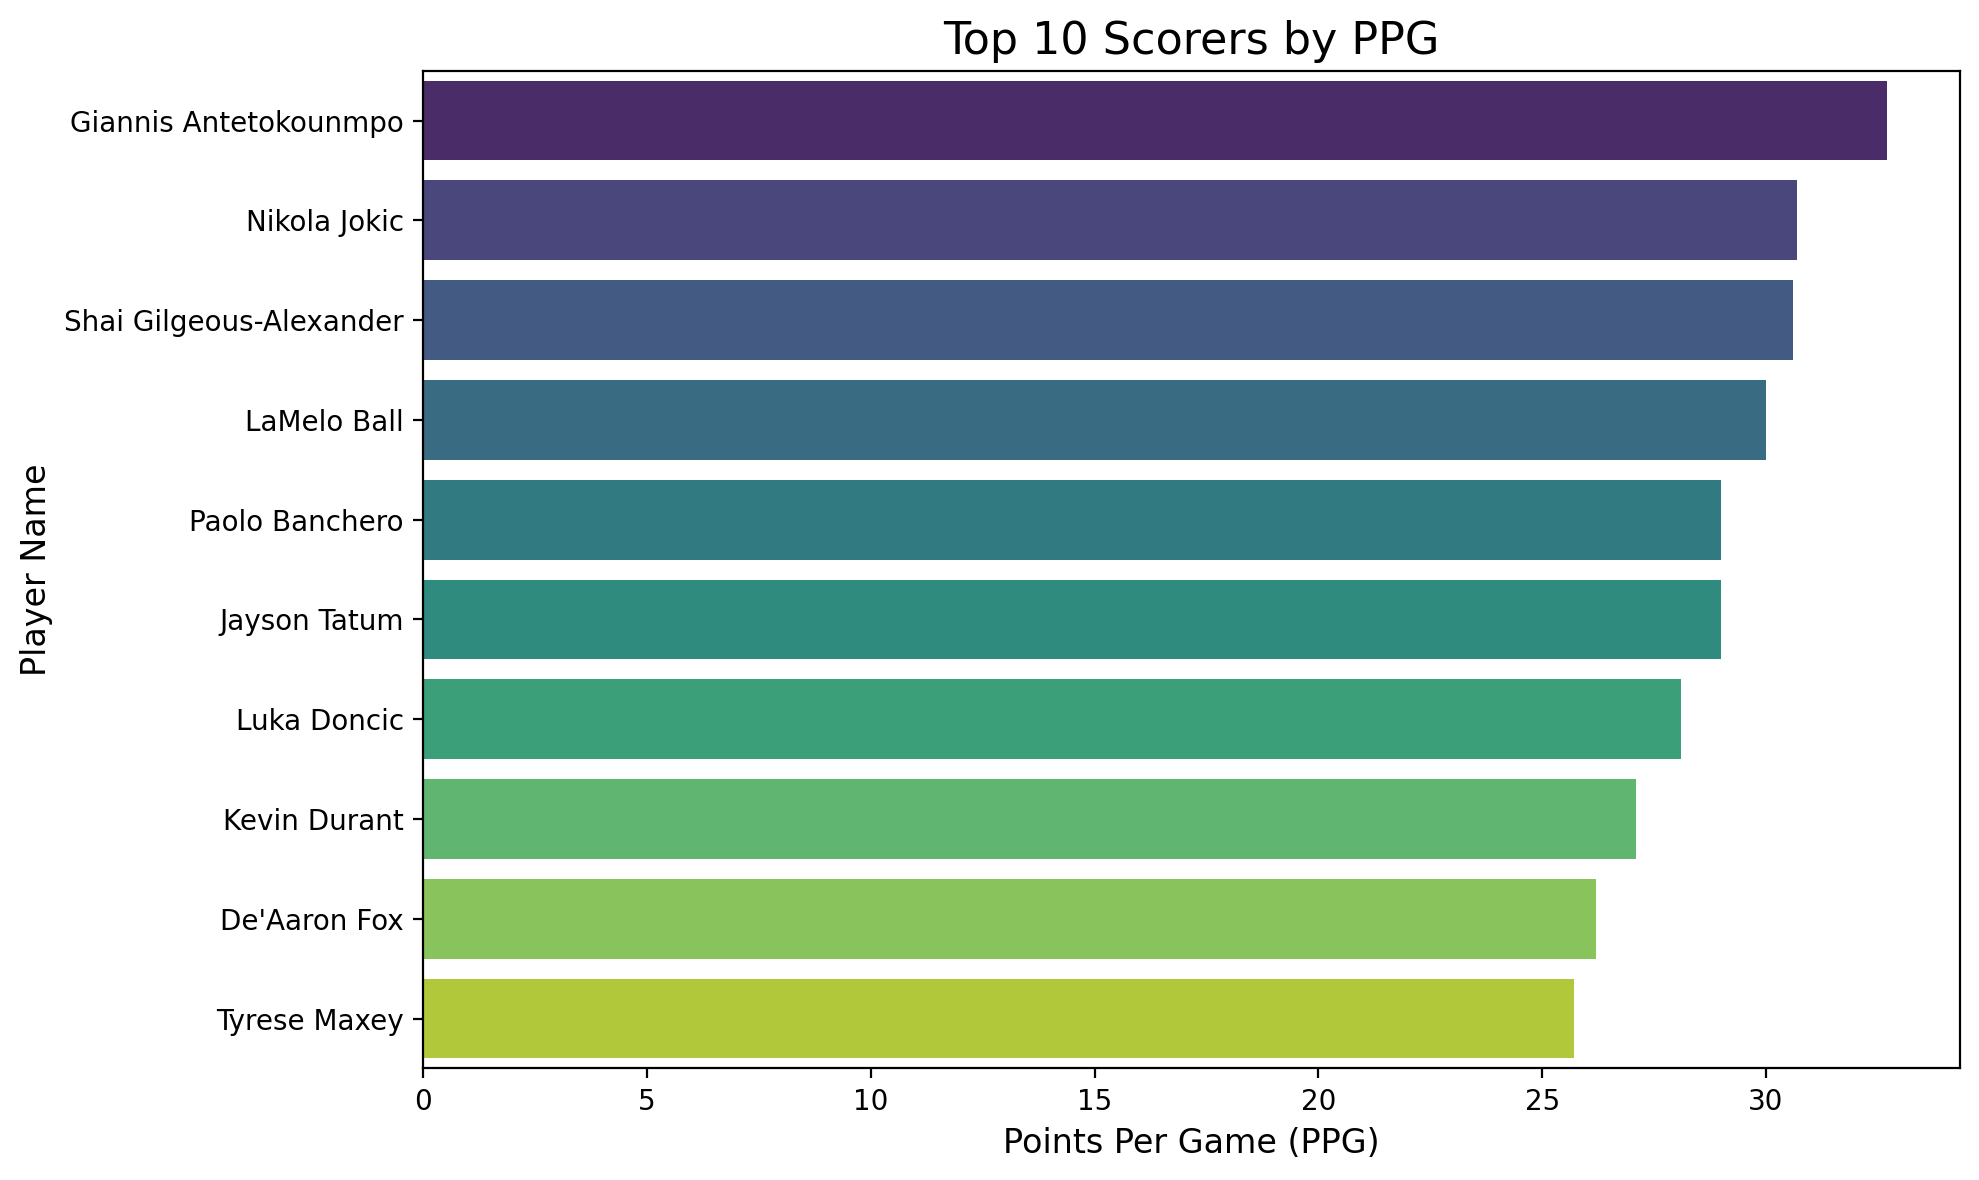 Top 10 Scorers by PPG
Player Name
Giannis Antetokounmpo
Nikola Jokic
Shai Gilgeous-Alexander
LaMelo Ball
Paolo Banchero
Jayson Tatum
Luka Doncic
Kevin Durant
De'Aaron Fox
Tyrese Maxey
0 5 10 15 20 25 30
Points Per Game (PPG)